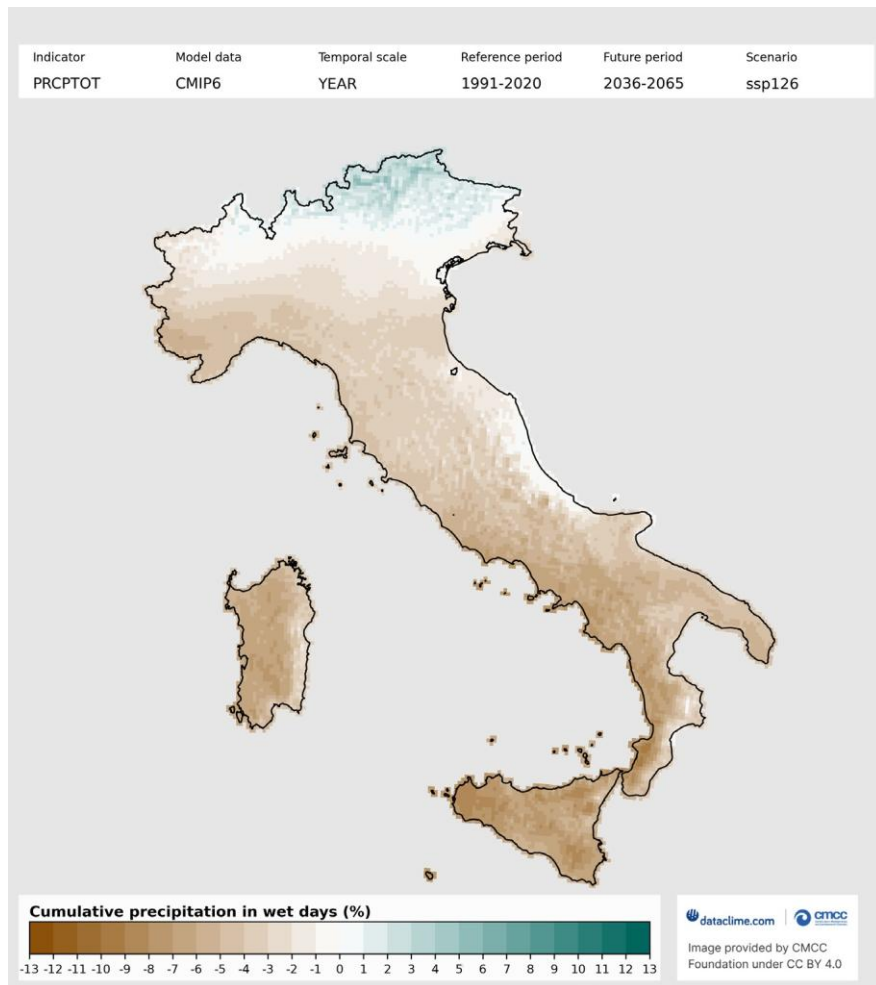 Indicator Model data Temporal scale Reference period Future period Scenario
PRCPTOT CMIP6 YEAR 1991-2020 2036-2065 ssp126
Cumulative precipitation in wet days (%)
-13 -12 -11 -10 -9 -8 -7 -6 -5 -4 -3 -2 -1 0 1 2 3 4 5 6 7 8 9 10 11 12 13
dataclime.com cmcc
Image provided by CMCC
Foundation under CC BY 4.0